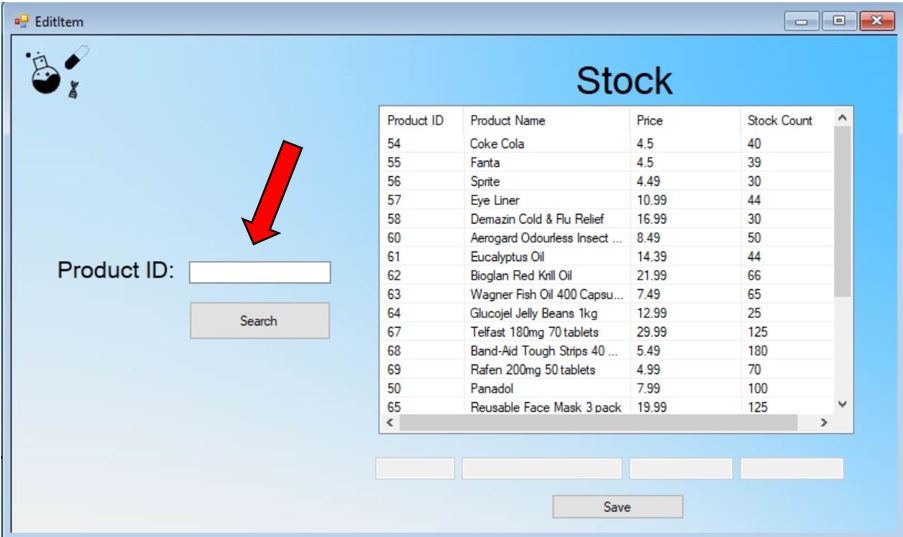 EditItem
Stock
Product ID Product Name Price Stock Count
54 Coke Cola 4.5 40
55 Fanta 4.5 39
56 Sprite 4.49 30
57 Eye Liner 10.99 44
58 Demazin Cold & Flu Relief 16.99 30
60 Aerogard Odourless Insect ... 8.49 50
61 Eucalyptus Oil 14.39 44
62 Bioglan Red Krill Oil 21.99 66
63 Wagner Fish Oil 400 Capsu... 7.49 65
64 Glucojel Jelly Beans 1kg 12.99 25
67 Telfast 180mg 70 tablets 29.99 125
68 Band-Aid Tough Strips 40 ... 5.49 180
69 Rafen 200mg 50 tablets 4.99 70
50 Panadol 7.99 100
65 Reusable Face Mask 3 pack 19.99 125
Product ID:
Search
Save